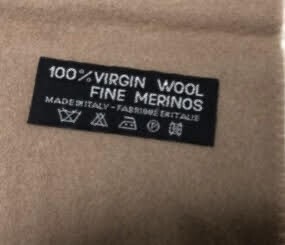 100% VIRGIN WOOL
FINE MERINOS
MADE IN ITALY - FABRIQUÉ EN ITALIE